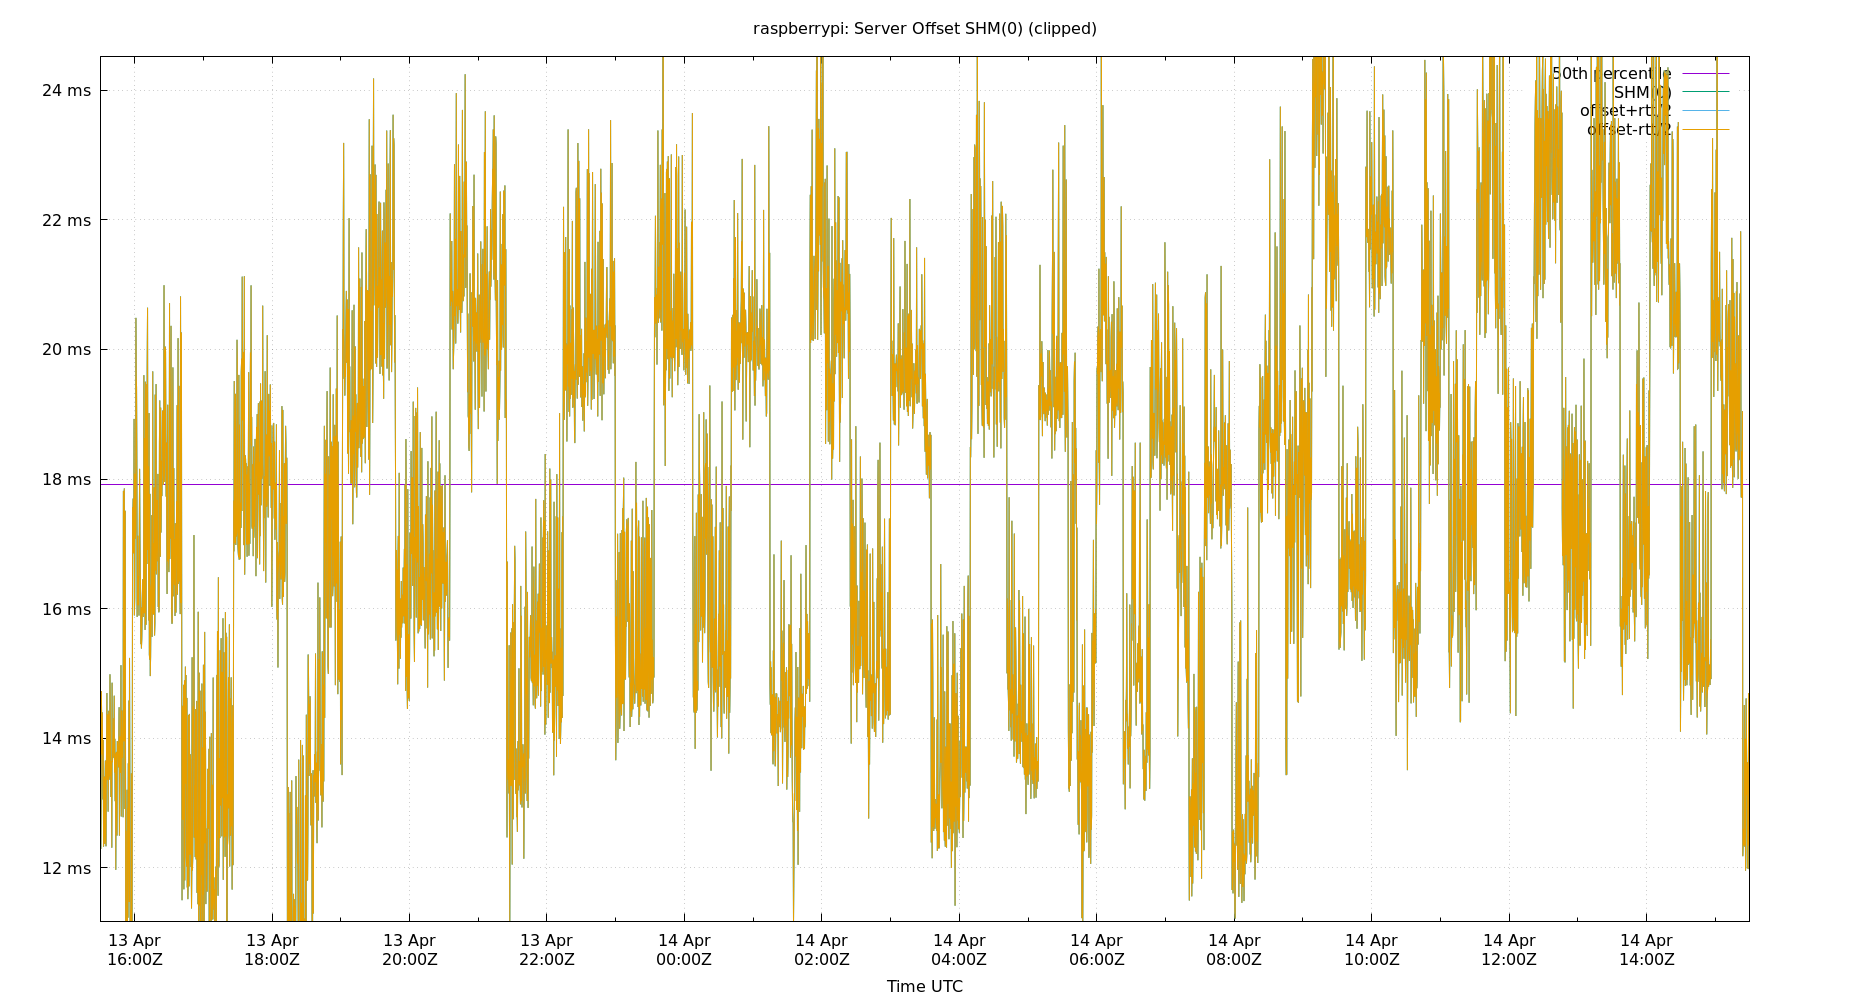 raspberrypi: Server Offset SHM(0) (clipped)
50th percentile
SHM(0)
offset+rtt/2
offset-rtt/2
24 ms
22 ms
20 ms
18 ms
16 ms
14 ms
12 ms
13 Apr 13 Apr 13 Apr 13 Apr 14 Apr 14 Apr 14 Apr 14 Apr 14 Apr 14 Apr 14 Apr 14 Apr
16:00Z 18:00Z 20:00Z 22:00Z 00:00Z 02:00Z 04:00Z 06:00Z 08:00Z 10:00Z 12:00Z 14:00Z
Time UTC